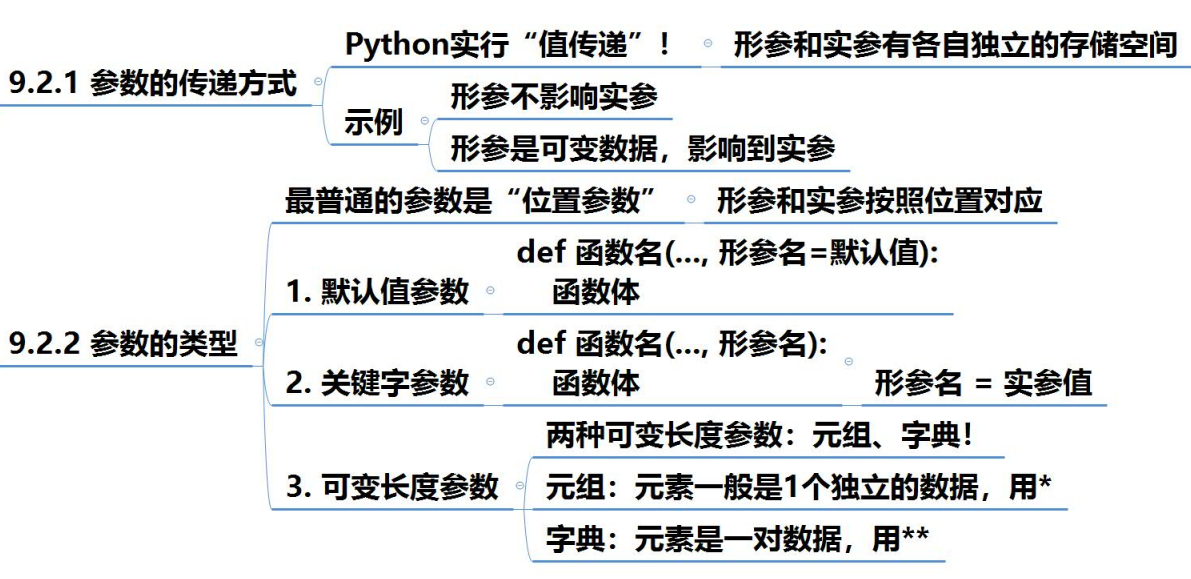 9.2.1 参数的传递方式
Python实行“值传递”！
形参和实参有各自独立的存储空间
示例
形参不影响实参
形参是可变数据，影响到实参
9.2.2 参数的类型
最普通的参数是“位置参数”
形参和实参按照位置对应
1. 默认值参数
def 函数名(..., 形参名=默认值):
函数体
2. 关键字参数
def 函数名(..., 形参名):
函数体
形参名 = 实参值
3. 可变长度参数
两种可变长度参数：元组、字典！
元组：元素一般是1个独立的数据，用*
字典：元素是一对数据，用**